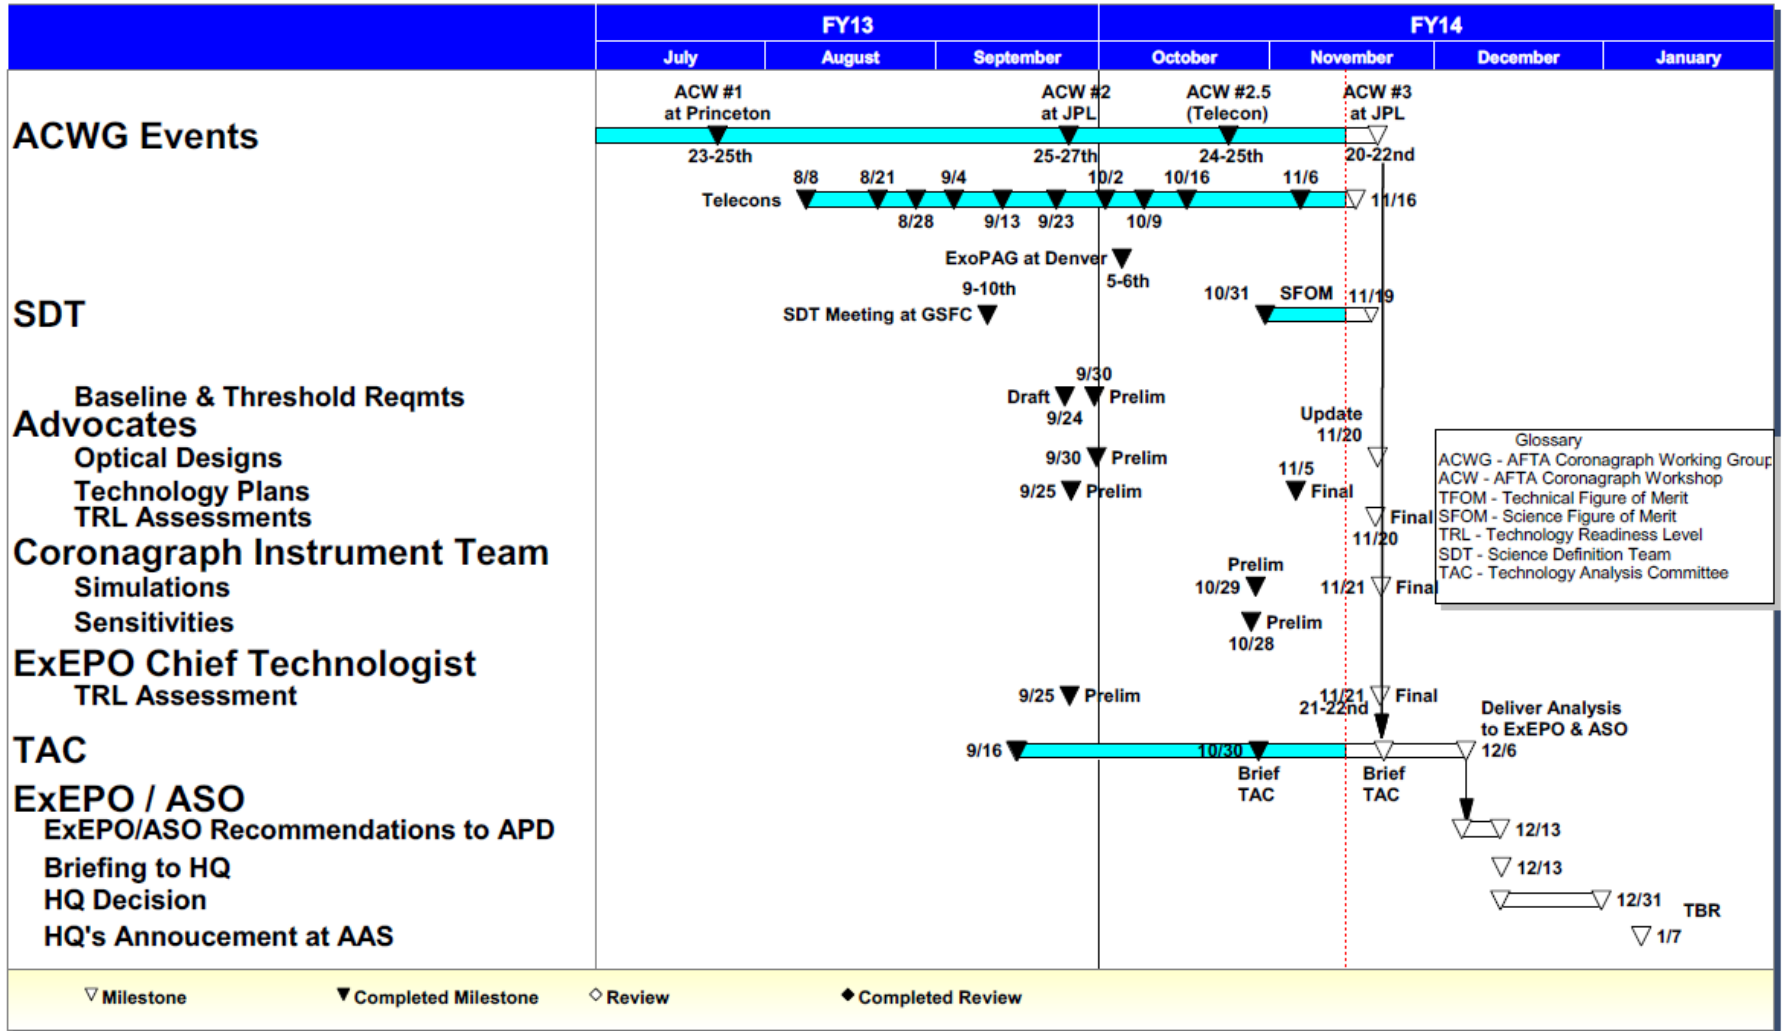 FY13 FY14
July August September October November December January
ACW #1 ACW #2 ACW #2.5 ACW #3
at Princeton at JPL (Telecon) at JPL
ACWG Events
23-25th 25-27th 24-25th 20-22nd
8/8 8/21 9/4 10/2 10/16 11/6
Telecons 11/16
8/28 9/13 9/23 10/9
ExoPAG at Denver
5-6th
9-10th
10/31 SFOM 11/19
SDT SDT Meeting at GSFC
9/30
Baseline & Threshold Reqmts Draft Prelim
9/24
Advocates
Update
11/20
Optical Designs 9/30 Prelim
11/5
Technology Plans 9/25 Prelim Final
TRL Assessments Final
11/20
Glossary
ACWG - AFTA Coronagraph Working Group
ACW - AFTA Coronagraph Workshop
TFOM - Technical Figure of Merit
SFOM - Science Figure of Merit
TRL - Technology Readiness Level
SDT - Science Definition Team
TAC - Technology Analysis Committee
Coronagraph Instrument Team
Prelim
Simulations 10/29 11/21 Final
Sensitivities Prelim
10/28
ExEPO Chief Technologist
TRL Assessment 9/25 Prelim 11/21 Final
21-22nd
Deliver Analysis
to ExEPO & ASO
TAC 9/16 10/30 12/6
Brief Brief
TAC TAC
ExEPO / ASO
ExEPO/ASO Recommendations to APD 12/13
Briefing to HQ 12/13
HQ Decision 12/31
TBR
HQ's Annoucement at AAS 1/7
Milestone Completed Milestone Review Completed Review